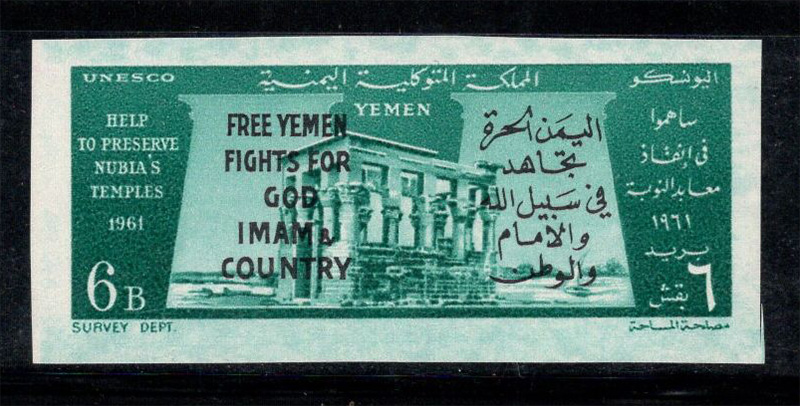 UNESCO
المملكة المتوكلية اليمنية
اليونسكو
YEMEN
HELP
TO PRESERVE
NUBIA'S
TEMPLES
1961
FREE YEMEN
FIGHTS FOR
GOD
IMAM &
COUNTRY
اليمن الحرة
تجاهد
في سبيل الله
والامام
والوطن
ساهموا
في انقاذ
معابد النوبة
١٩٦١
بريد
6 B
٦ بقش
SURVEY DEPT.
مصلحة المساحة